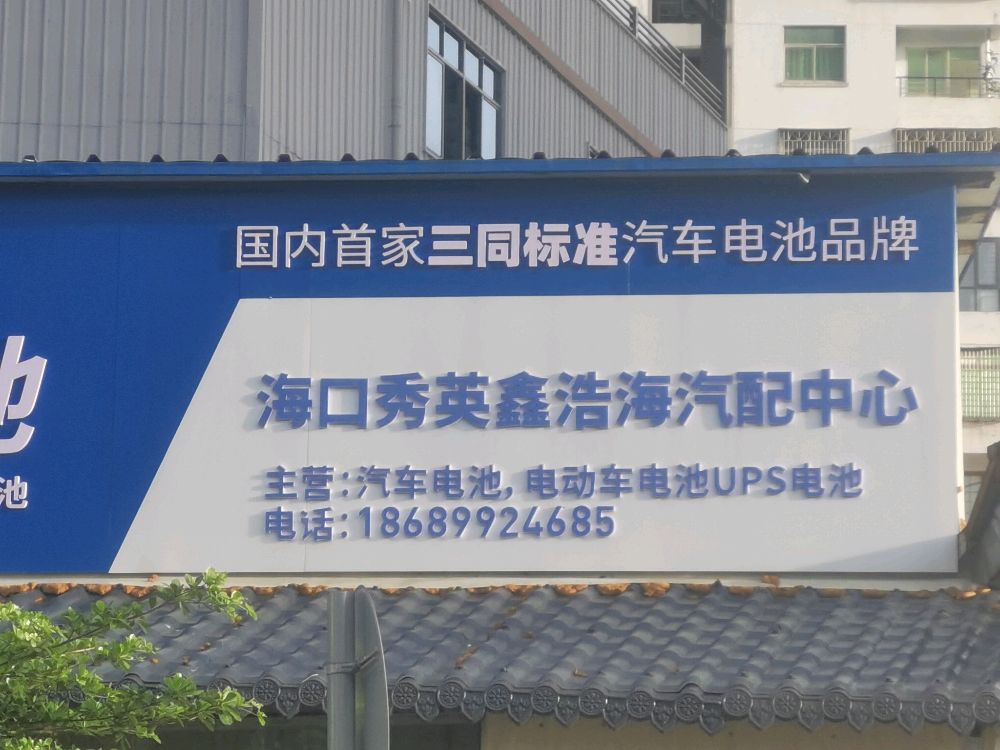 国内首家三同标准汽车电池品牌
海口秀英鑫浩海汽配中心
池
主营:汽车电池,电动车电池UPS电池
池
电话:18689924685